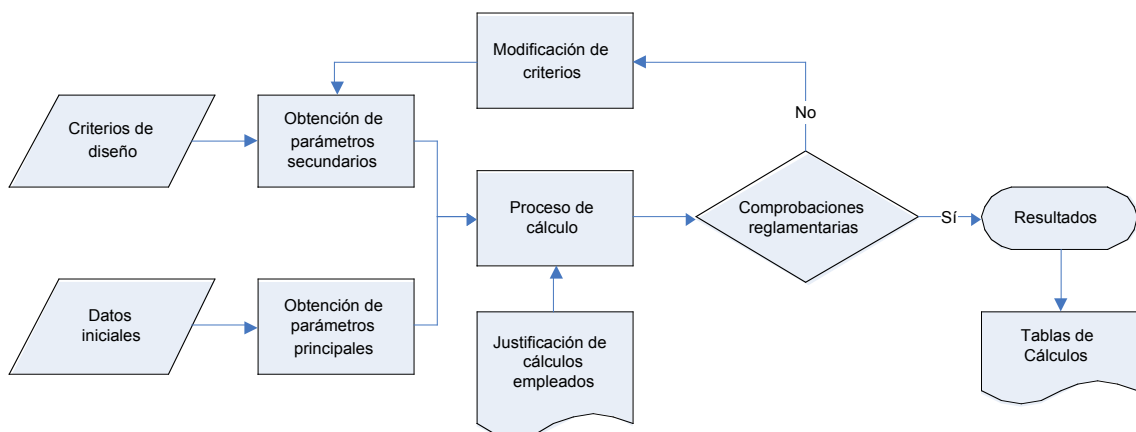 Modificación de
criterios
Criterios de
diseño
Obtención de
parámetros
secundarios
No
Proceso de
cálculo
Comprobaciones
reglamentarias
Sí
Resultados
Datos
iniciales
Obtención de
parámetros
principales
Justificación de
cálculos
empleados
Tablas de
Cálculos